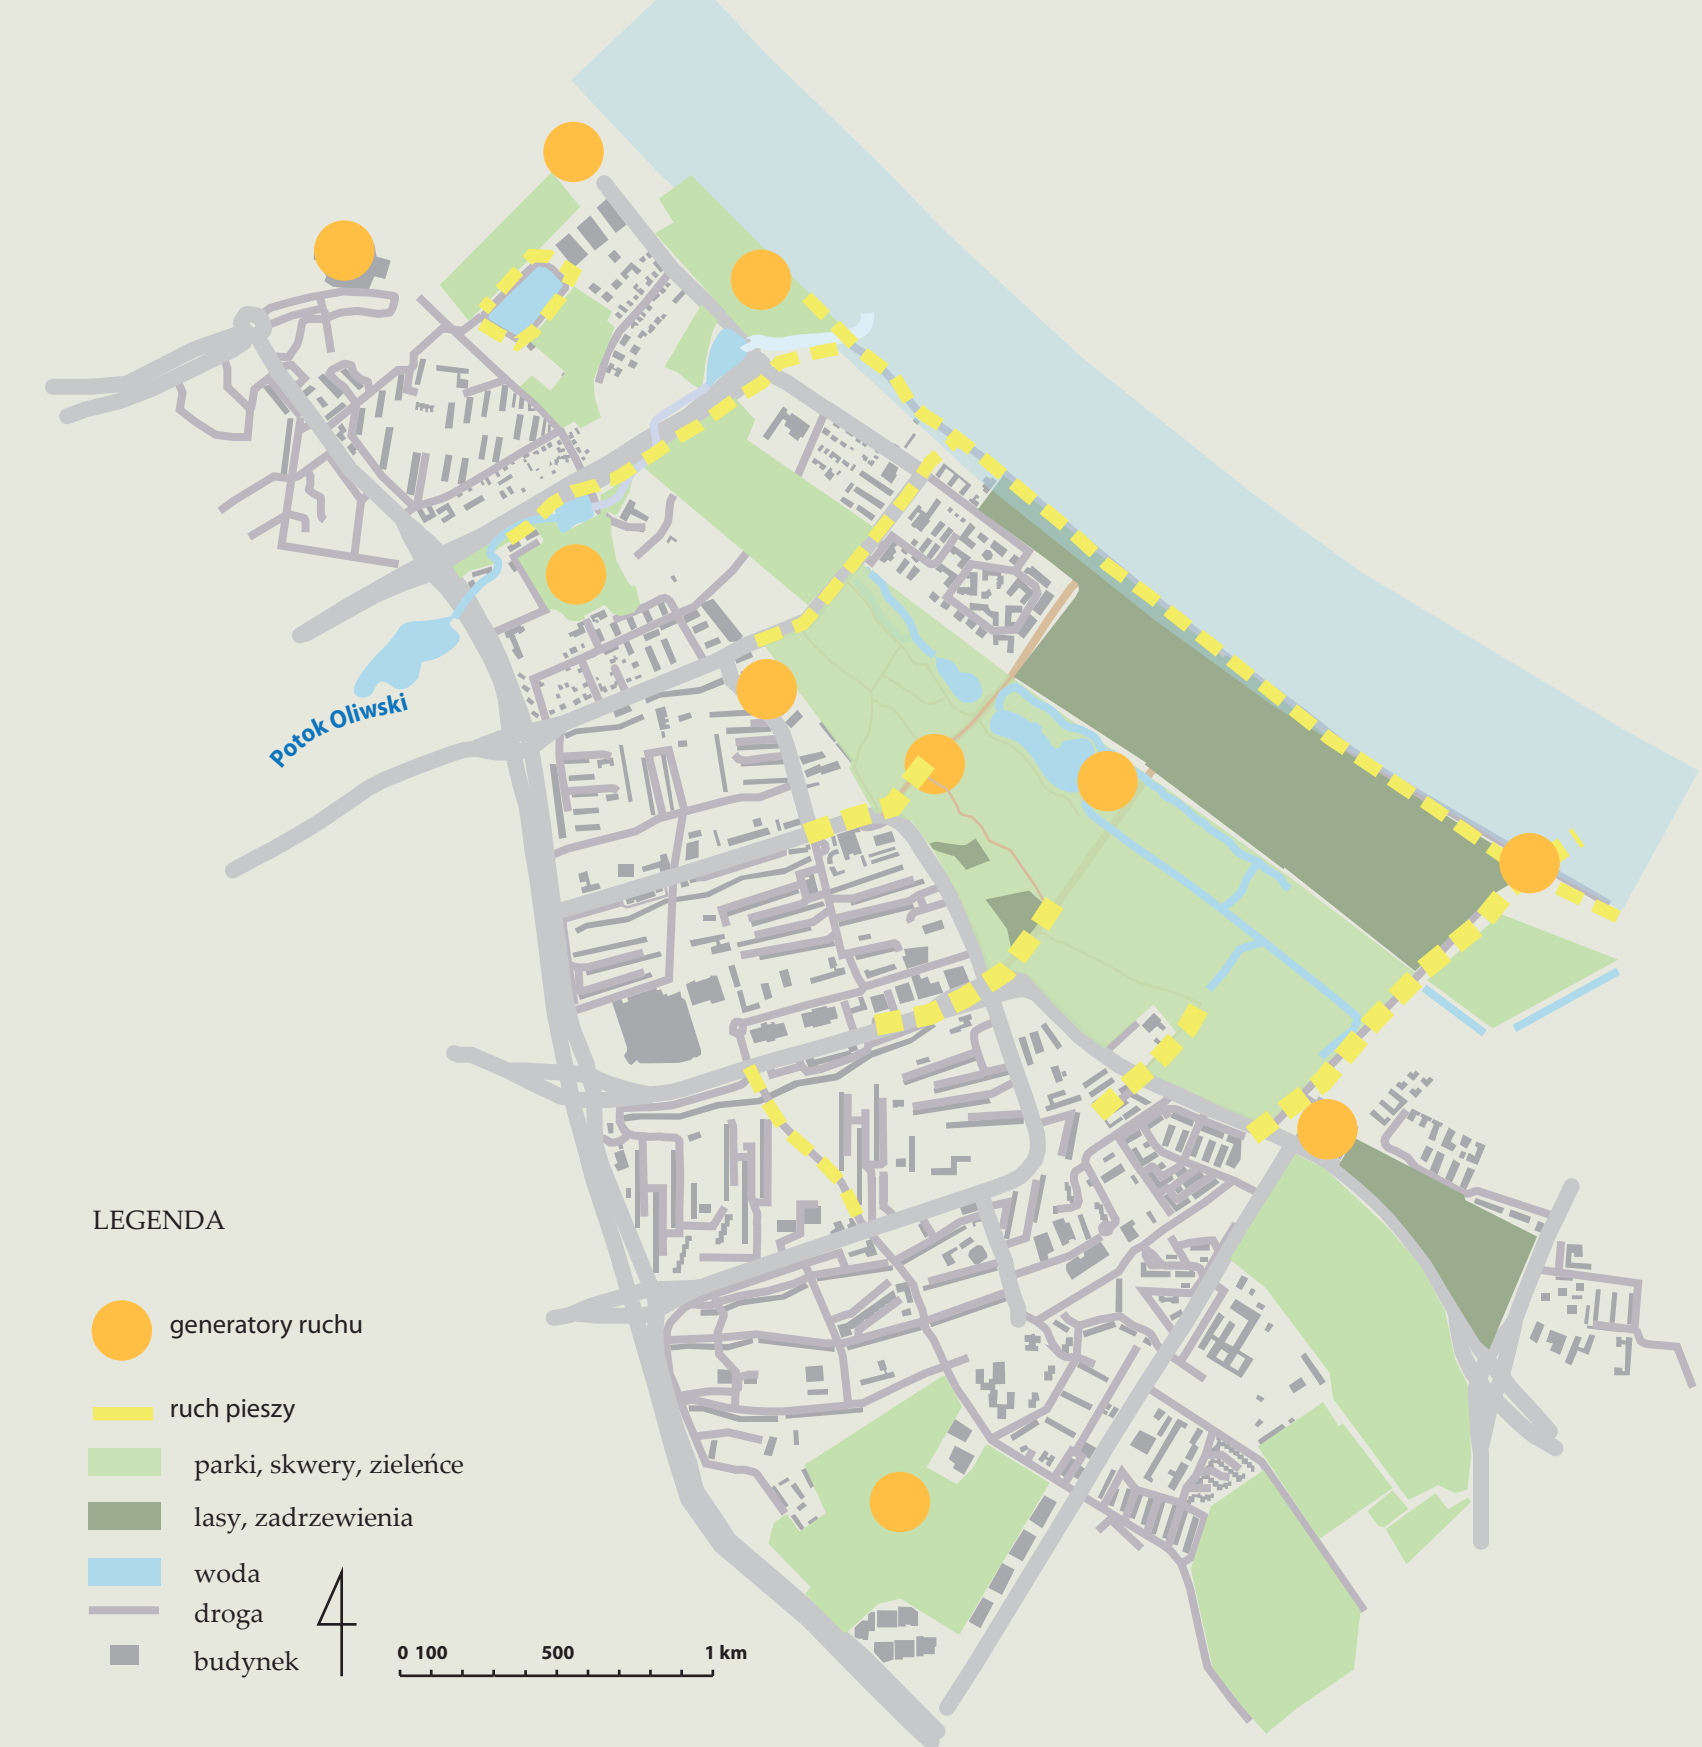 Potok Oliwski
LEGENDA
generatory ruchu
ruch pieszy
parki, skwery, zieleńce
lasy, zadrzewienia
woda
droga
budynek
0 100 500 1 km